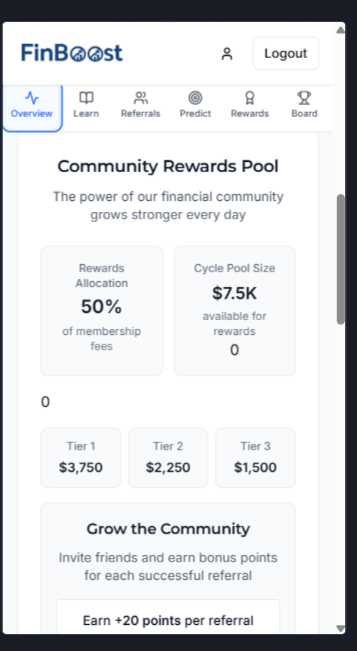 FinBoost
Logout
Overview
Learn
Referrals
Predict
Rewards
Board
Community Rewards Pool
The power of our financial community
grows stronger every day
Rewards
Allocation
50%
of membership
fees
Cycle Pool Size
$7.5K
available for
rewards
0
0
Tier 1
$3,750
Tier 2
$2,250
Tier 3
$1,500
Grow the Community
Invite friends and earn bonus points
for each successful referral
Earn +20 points per referral